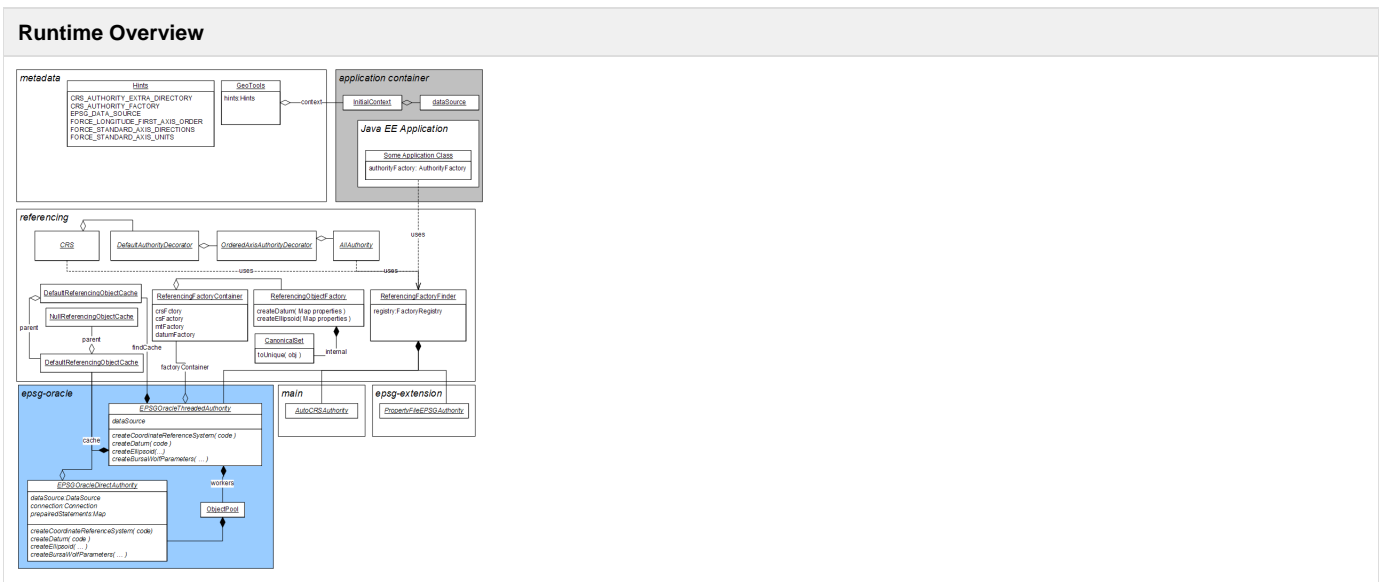 Runtime Overview
metadata
Hints
CRS_AUTHORITY_EXTRA_DIRECTORY
CRS_AUTHORITY_FACTORY
EPSG_DATA_SOURCE
FORCE_LONGITUDE_FIRST_AXIS_ORDER
FORCE_STANDARD_AXIS_DIRECTIONS
FORCE_STANDARD_AXIS_UNITS
GeoTools
hints:Hints
context
application container
InitialContext
dataSource
Java EE Application
Some Application Class
authorityFactory: AuthorityFactory
uses
referencing
CRS
DefaultAuthorityDecorator
OrderedAxisAuthorityDecorator
AllAuthority
uses
uses
DefaultReferencingObjectCache
NullReferencingObjectCache
parent
parent
DefaultReferencingObjectCache
findCache
ReferencingFactoryContainer
crsFctory
csFactory
mtFactory
datumFactory
factoryContainer
ReferencingObjectFactory
createDatum( Map properties )
createEllipsoid( Map properties )
CanonicalSet
toUnique( obj )
internal
ReferencingFactoryFinder
registry:FactoryRegistry
epsg-oracle
EPSGOracleThreadedAuthority
dataSource
createCoordinateReferenceSystem( code )
createDatum( code )
createEllipsoid(...)
createBursaWolfParameters( ... )
cache
workers
EPSGOracleDirectAuthority
dataSource:DataSource
connection:Connection
prepairedStatements:Map
createCoordinateReferenceSystem( code)
createDatum( code )
createEllipsoid( ... )
createBursaWolfParameters( ... )
ObjectPool
main
AutoCRSAuthority
epsg-extension
PropertyFileEPSGAuthority